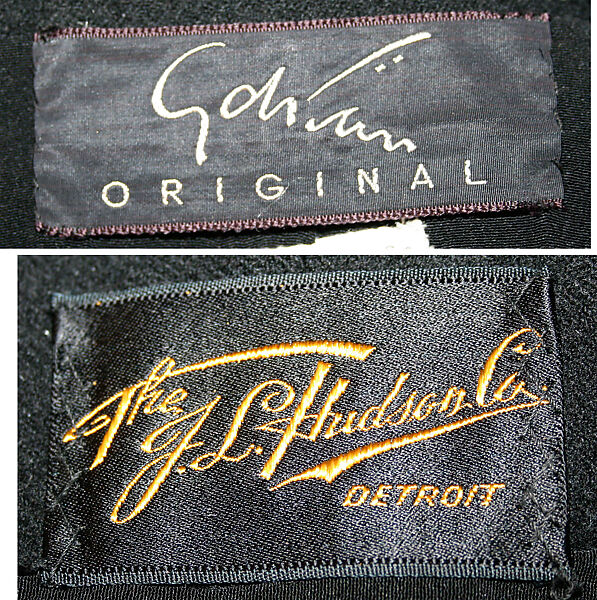 Adrian
ORIGINAL
The J.L. Hudson Co.
DETROIT